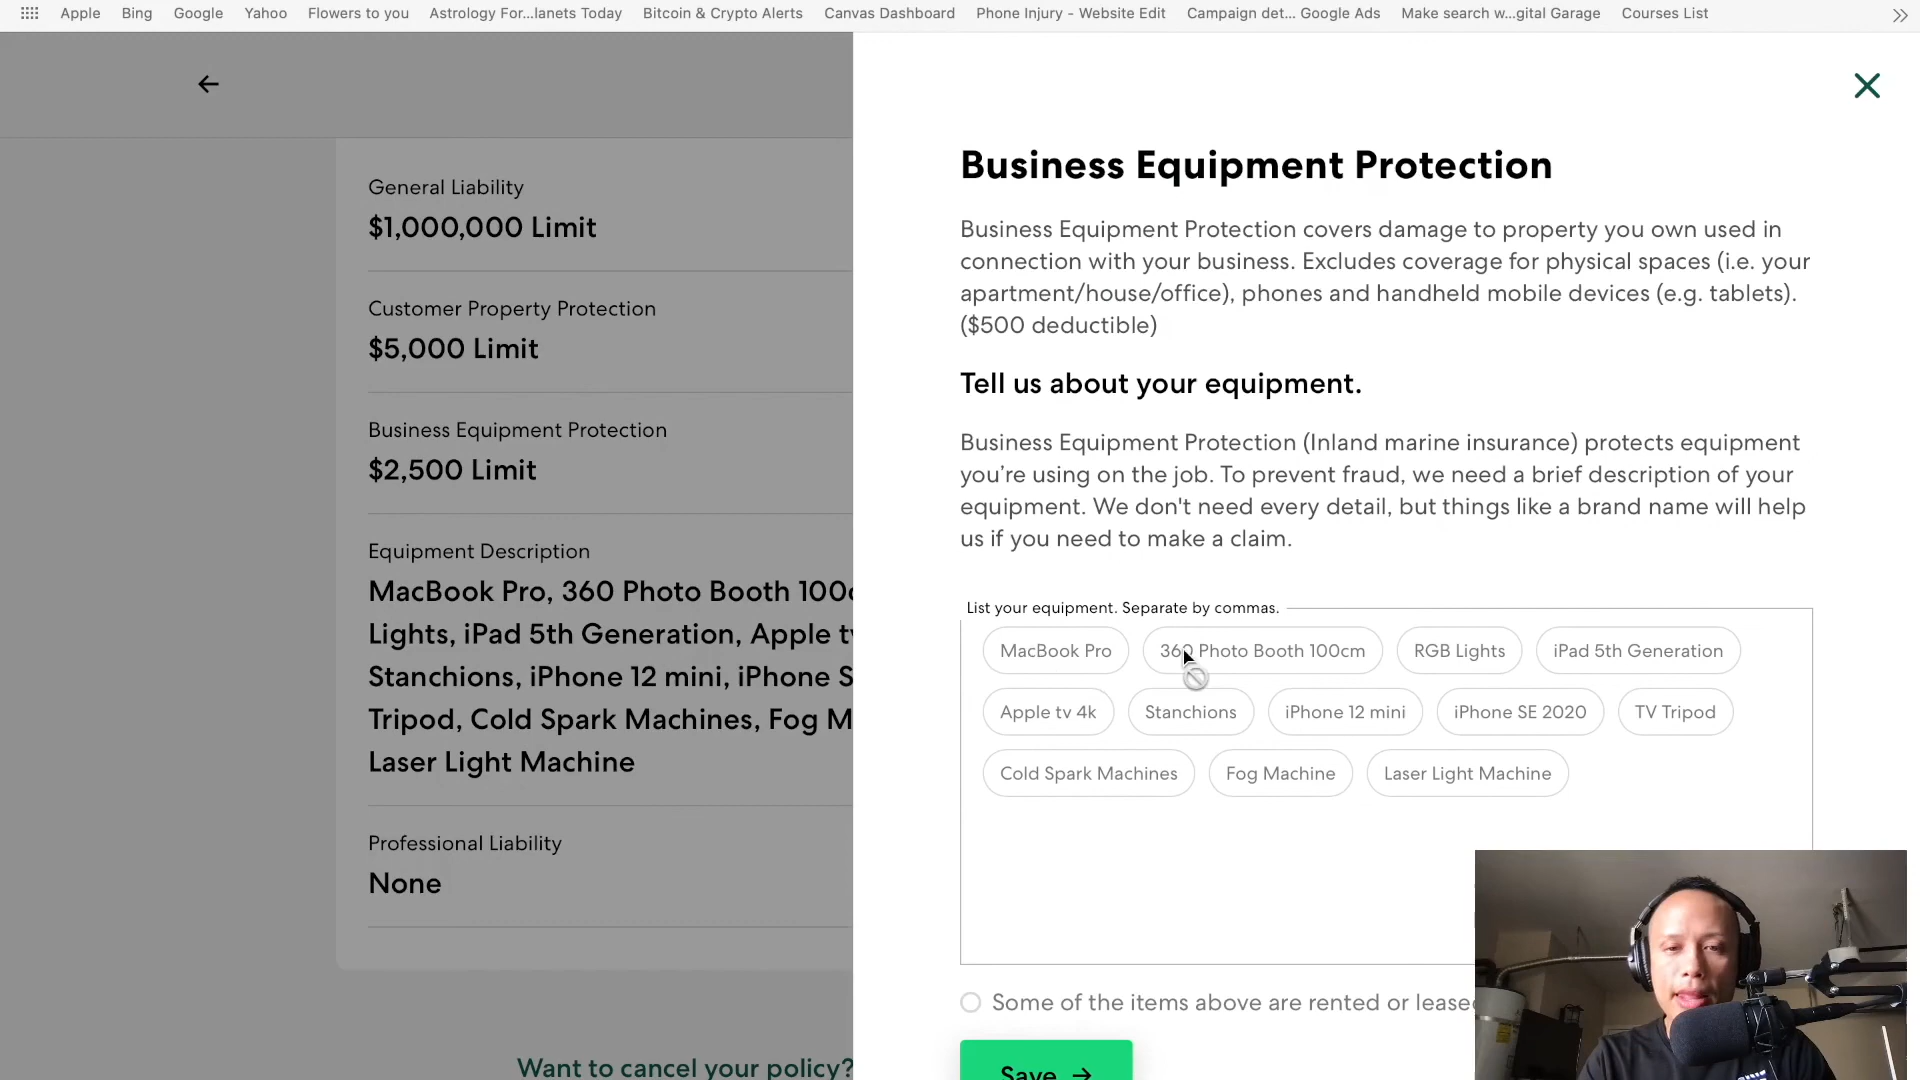 Apple Bing Google Yahoo Flowers to you Astrology For...lanets Today Bitcoin & Crypto Alerts Canvas Dashboard Phone Injury - Website Edit Campaign det... Google Ads Make search w...gital Garage Courses List
General Liability
$1,000,000 Limit
Customer Property Protection
$5,000 Limit
Business Equipment Protection
$2,500 Limit
Equipment Description
MacBook Pro, 360 Photo Booth 100c
Lights, iPad 5th Generation, Apple tv
Stanchions, iPhone 12 mini, iPhone S
Tripod, Cold Spark Machines, Fog M
Laser Light Machine
Professional Liability
None
Want to cancel your policy?
Business Equipment Protection
Business Equipment Protection covers damage to property you own used in
connection with your business. Excludes coverage for physical spaces (i.e. your
apartment/house/office), phones and handheld mobile devices (e.g. tablets).
($500 deductible)
Tell us about your equipment.
Business Equipment Protection (Inland marine insurance) protects equipment
you’re using on the job. To prevent fraud, we need a brief description of your
equipment. We don't need every detail, but things like a brand name will help
us if you need to make a claim.
List your equipment. Separate by commas.
MacBook Pro 360 Photo Booth 100cm RGB Lights iPad 5th Generation
Apple tv 4k Stanchions iPhone 12 mini iPhone SE 2020 TV Tripod
Cold Spark Machines Fog Machine Laser Light Machine
Some of the items above are rented or leased
Save →